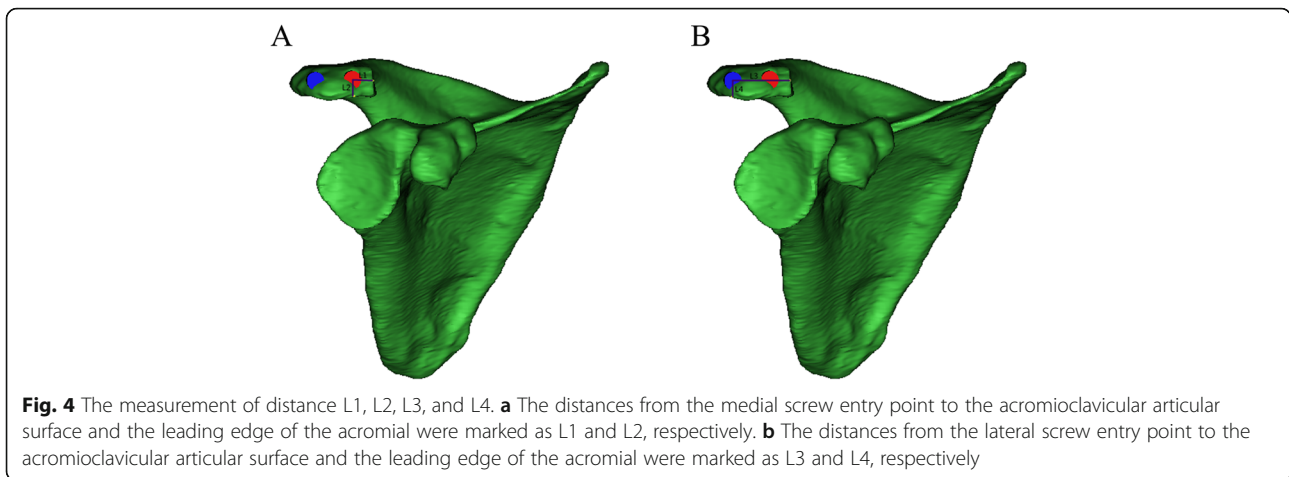 A
B
L1
L2
L3
L4
Fig. 4 The measurement of distance L1, L2, L3, and L4. a The distances from the medial screw entry point to the acromioclavicular articular
surface and the leading edge of the acromial were marked as L1 and L2, respectively. b The distances from the lateral screw entry point to the
acromioclavicular articular surface and the leading edge of the acromial were marked as L3 and L4, respectively